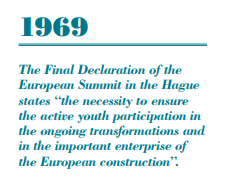 1969
The Final Declaration of the
European Summit in the Hague
states “the necessity to ensure
the active youth participation in
the ongoing transformations and
in the important enterprise of
the European construction”.